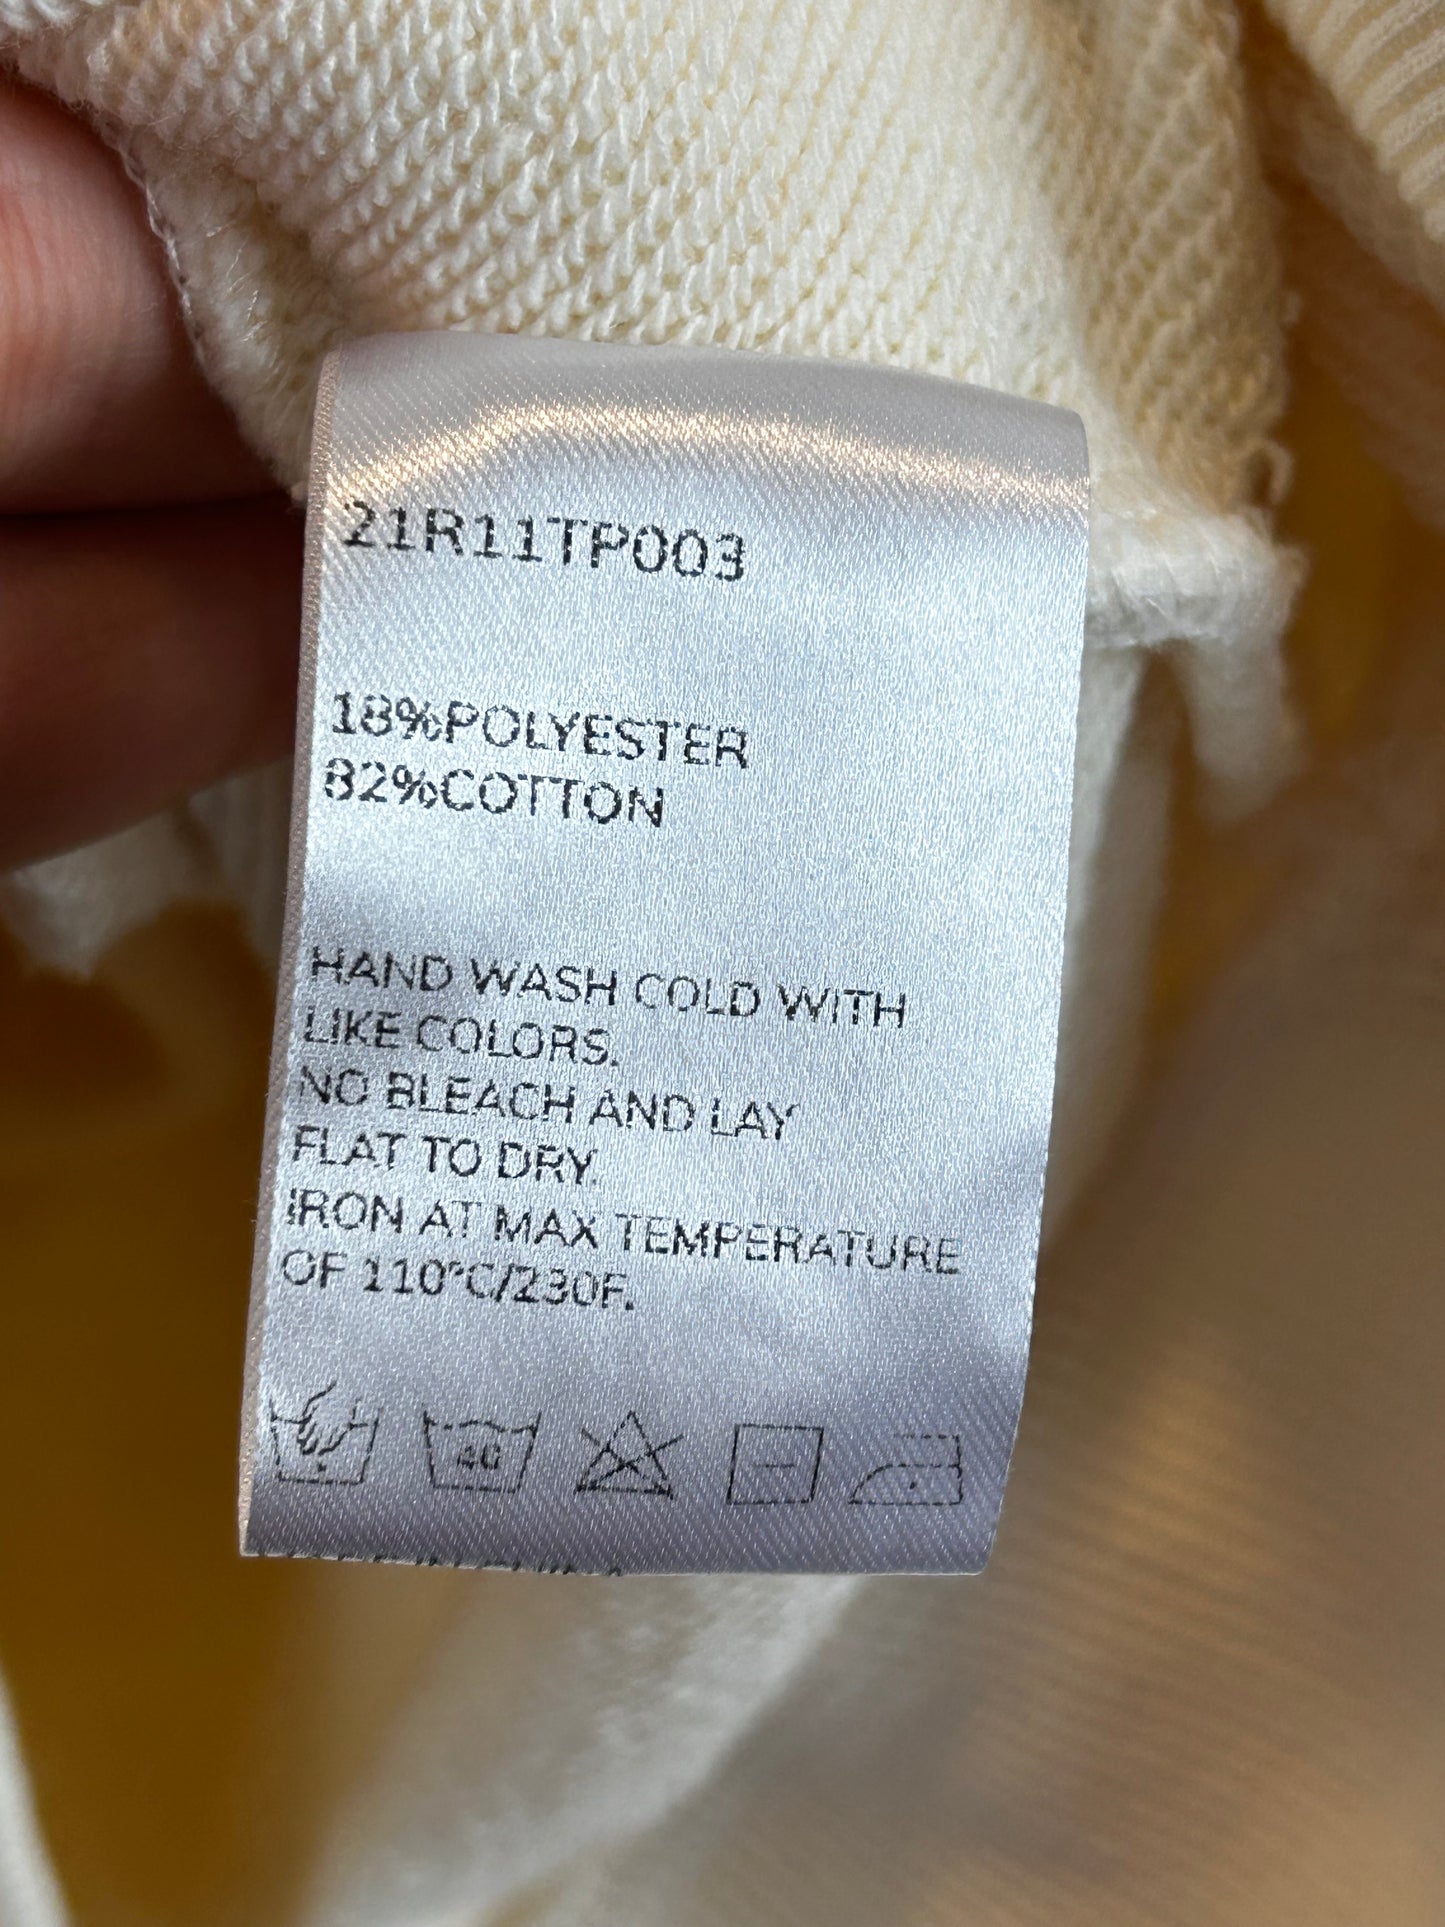 21R11TP003
18%POLYESTER
82%COTTON
HAND WASH COLD WITH
LIKE COLORS.
NO BLEACH AND LAY
FLAT TO DRY.
IRON AT MAX TEMPERATURE
OF 110°C/230F.
40